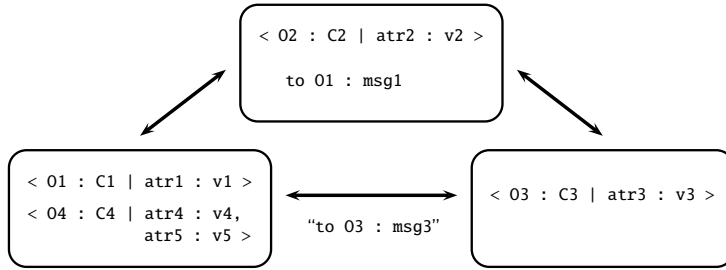 < O2 : C2 | atr2 : v2 >
to O1 : msg1
< O1 : C1 | atr1 : v1 >
< O4 : C4 | atr4 : v4,
atr5 : v5 >
“to O3 : msg3”
< O3 : C3 | atr3 : v3 >